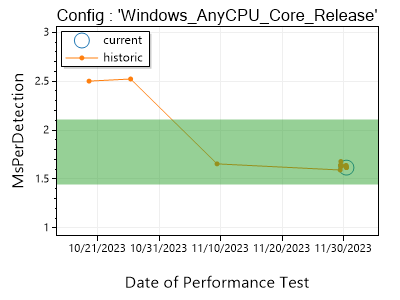 Config : 'Windows_AnyCPU_Core_Release'
current
historic
3
2.5
2
1.5
1
MsPerDetection
10/21/2023
10/31/2023
11/10/2023
11/20/2023
11/30/2023
Date of Performance Test